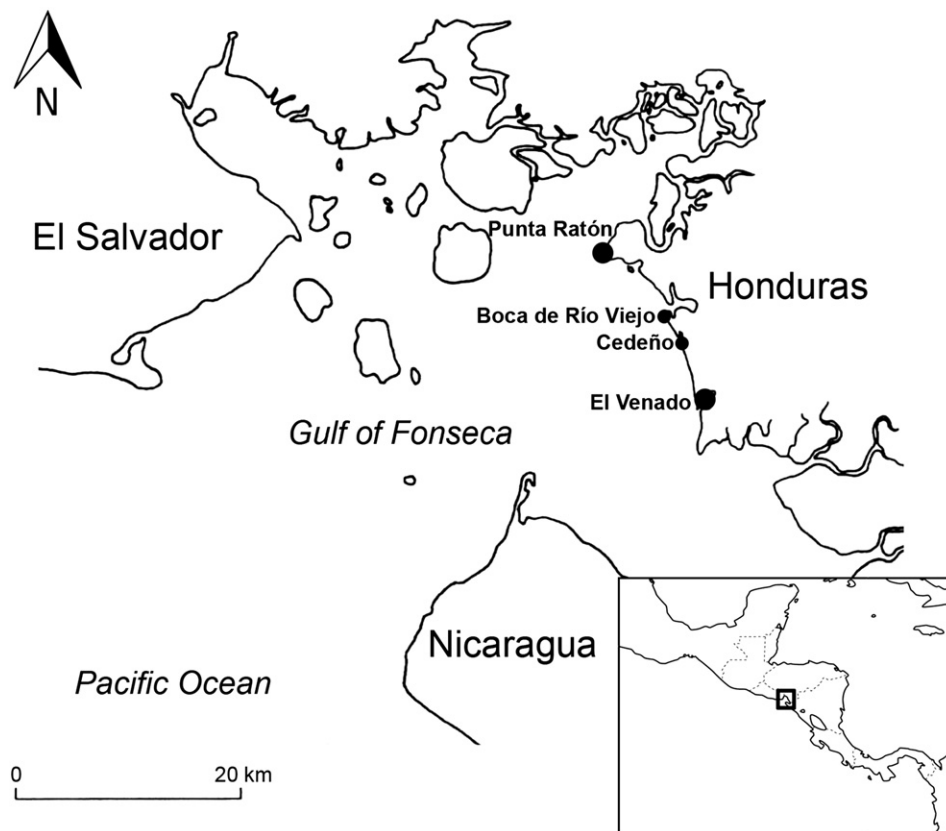 N
El Salvador
Punta Ratón
Honduras
Boca de Río Viejo
Cedeño
El Venado
Gulf of Fonseca
Nicaragua
Pacific Ocean
0 20 km